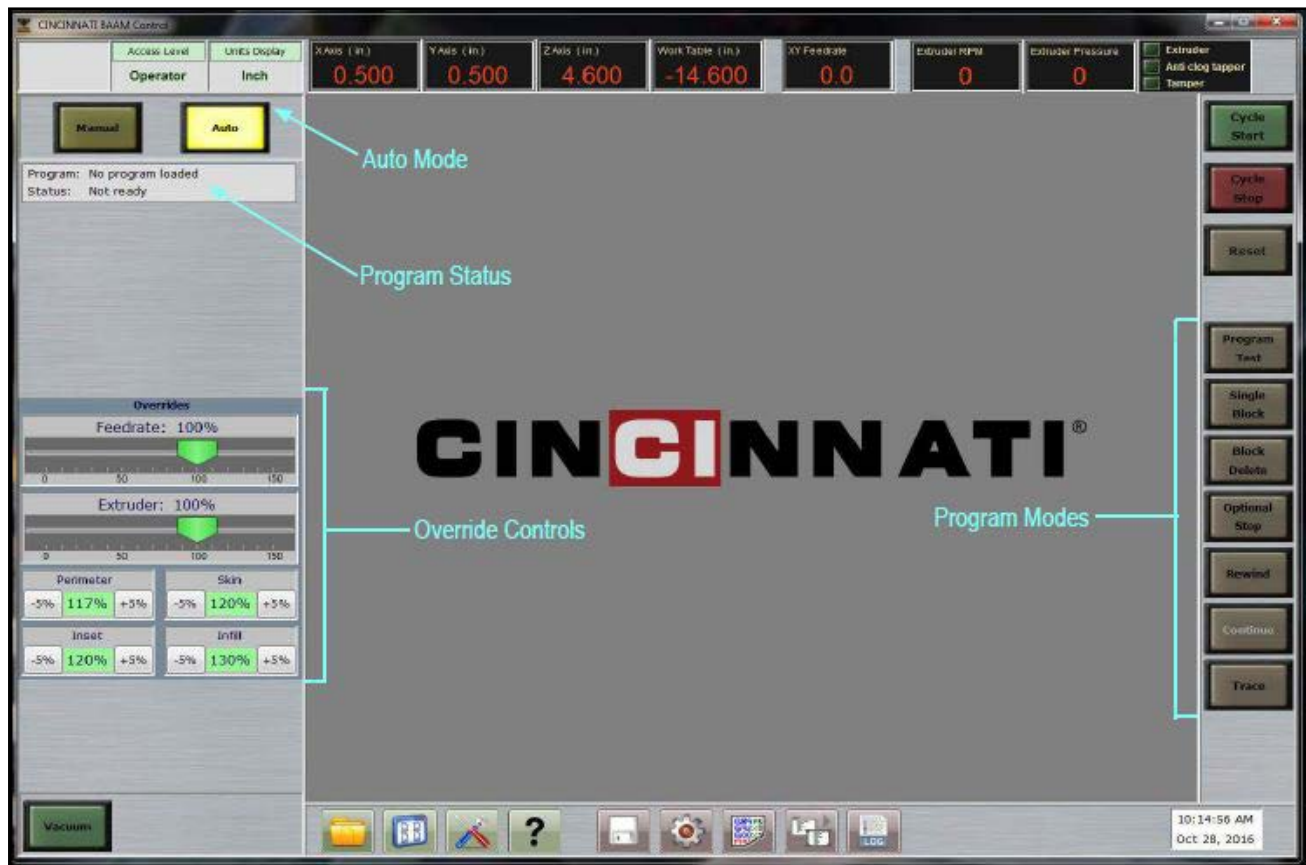 CINCINNATI BAAM Control
Access Level
Operator
Units Display
Inch
X Axis (in.)
0.500
Y Axis (in.)
0.500
Z Axis (in.)
4.600
Work Table (in.)
-14.600
XY Feedrate
0.0
Extruder RPM
0
Extruder Pressure
0
Extruder
Anti clog tapper
Tamper
Manual
Auto
Auto Mode
Program: No program loaded
Status: Not ready
Program Status
Overrides
Feedrate: 100%
0 50 100 150
Extruder: 100%
0 50 100 150
Perimeter
-5% 117% +5%
Skin
-5% 120% +5%
Inset
-5% 120% +5%
Infill
-5% 130% +5%
Override Controls
CINCINNATI®
Program Modes
Cycle
Start
Cycle
Stop
Reset
Program
Test
Single
Block
Block
Delete
Optional
Stop
Rewind
Continue
Trace
Vacuum
?
LOG
10:14:56 AM
Oct 28, 2016